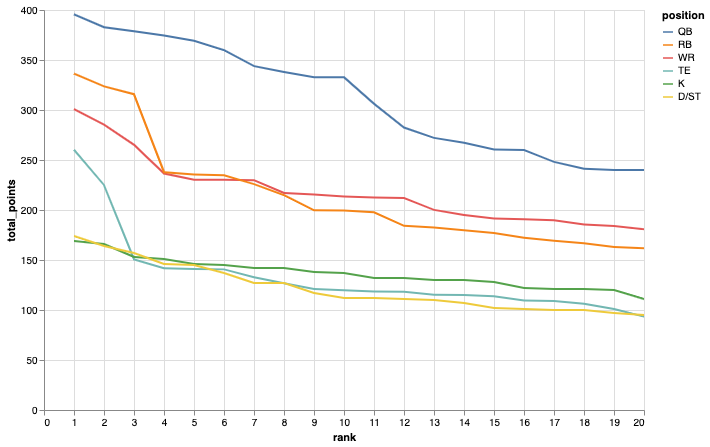 400
350
300
250
200
150
100
50
0
total_points
0 1 2 3 4 5 6 7 8 9 10 11 12 13 14 15 16 17 18 19 20
rank
position
QB
RB
WR
TE
K
D/ST